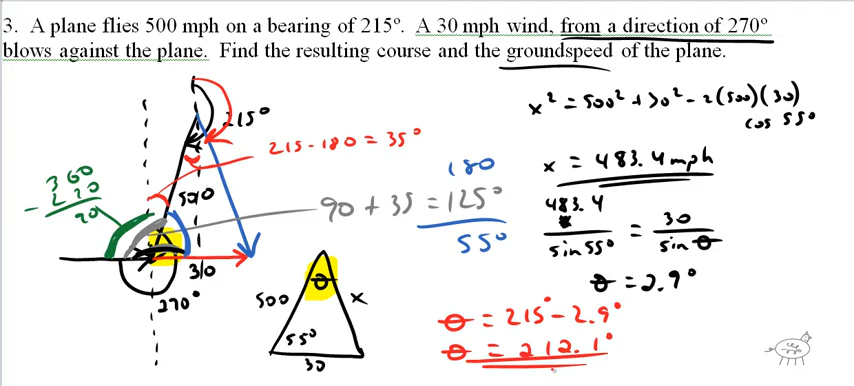 3. A plane flies 500 mph on a bearing of 215º. A 30 mph wind, from a direction of 270º
blows against the plane. Find the resulting course and the groundspeed of the plane.
x² = 500² + 30² - 2(500)(30)
cos 55°
215°
215 - 180 = 35°
x = 483.4 mph
360
- 270
90
500
90 + 35 = 125°
180
55°
483.4
sin 55°
=
30
sin θ
30
270°
θ = 2.9°
θ
500
x
55°
30
θ = 215° - 2.9°
θ = 212.1°